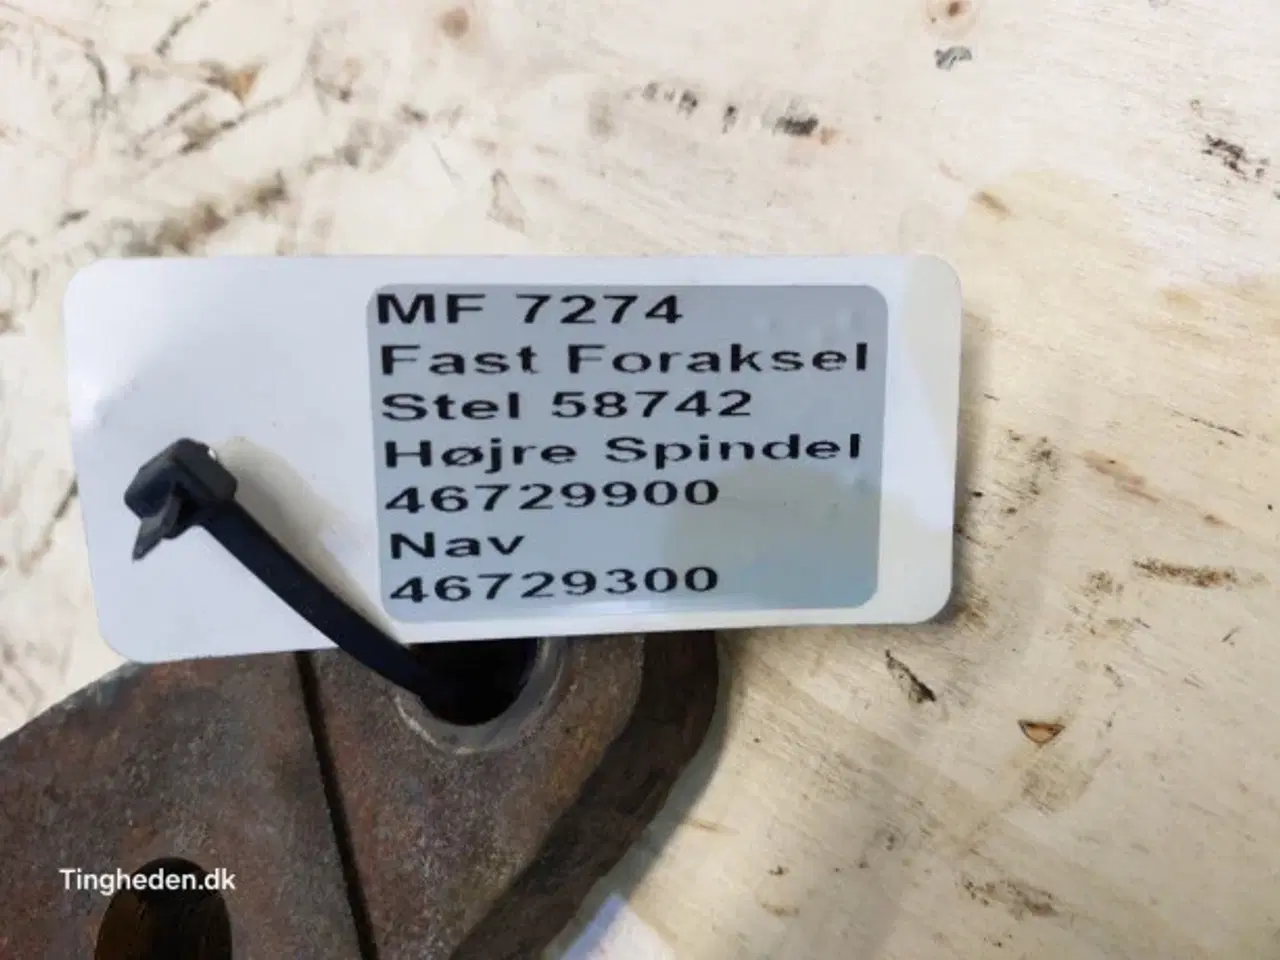 MF 7274
Fast Foraksel
Stel 58742
Højre Spindel
46729900
Nav
46729300
Tingheden.dk